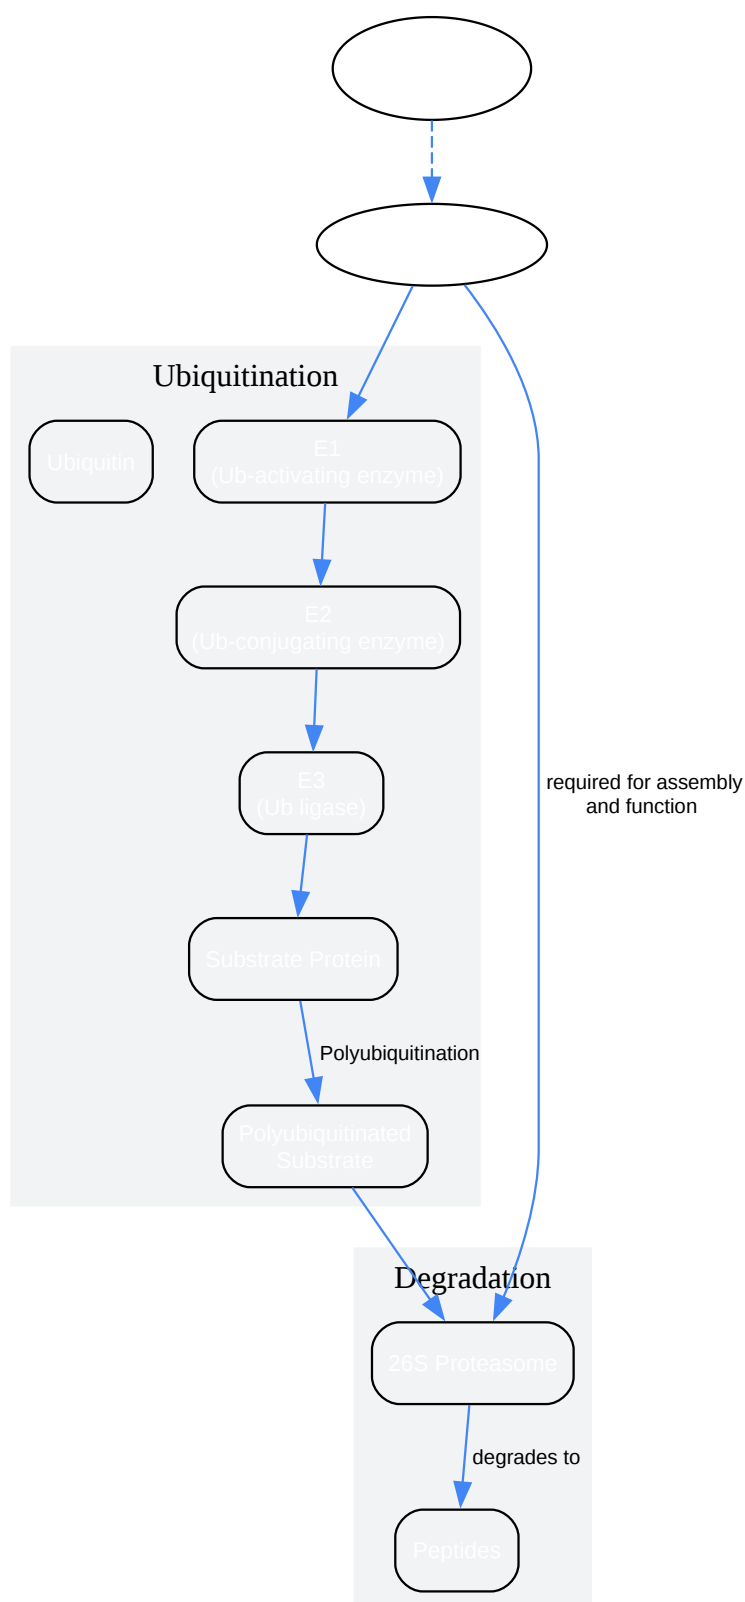 Ubiquitination
Ubiquitin
E1
(Ub-activating enzyme)
E2
(Ub-conjugating enzyme)
E3
(Ub ligase)
required for assembly
and function
Substrate Protein
Polyubiquitination
Polyubiquitinated
Substrate
Degradation
26S Proteasome
degrades to
Peptides